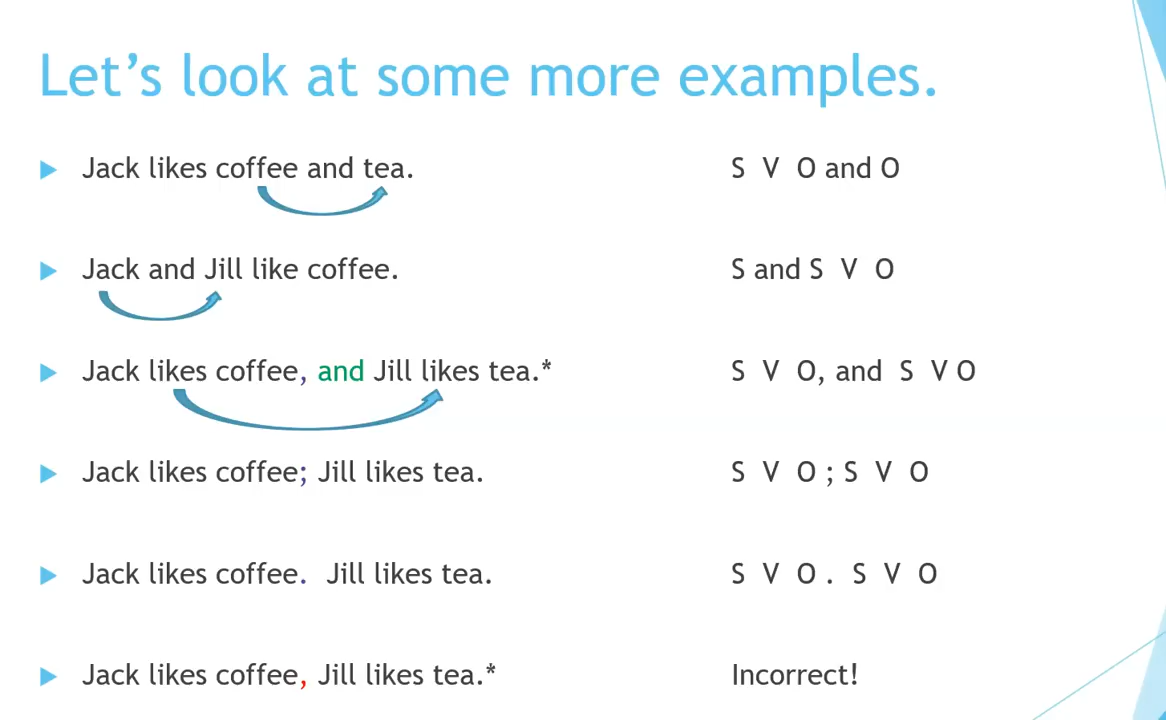 Let's look at some more examples.
Jack likes coffee and tea. S V O and O
Jack and Jill like coffee. S and S V O
Jack likes coffee, and Jill likes tea.* S V O, and S V O
Jack likes coffee; Jill likes tea. S V O ; S V O
Jack likes coffee. Jill likes tea. S V O . S V O
Jack likes coffee, Jill likes tea.* Incorrect!